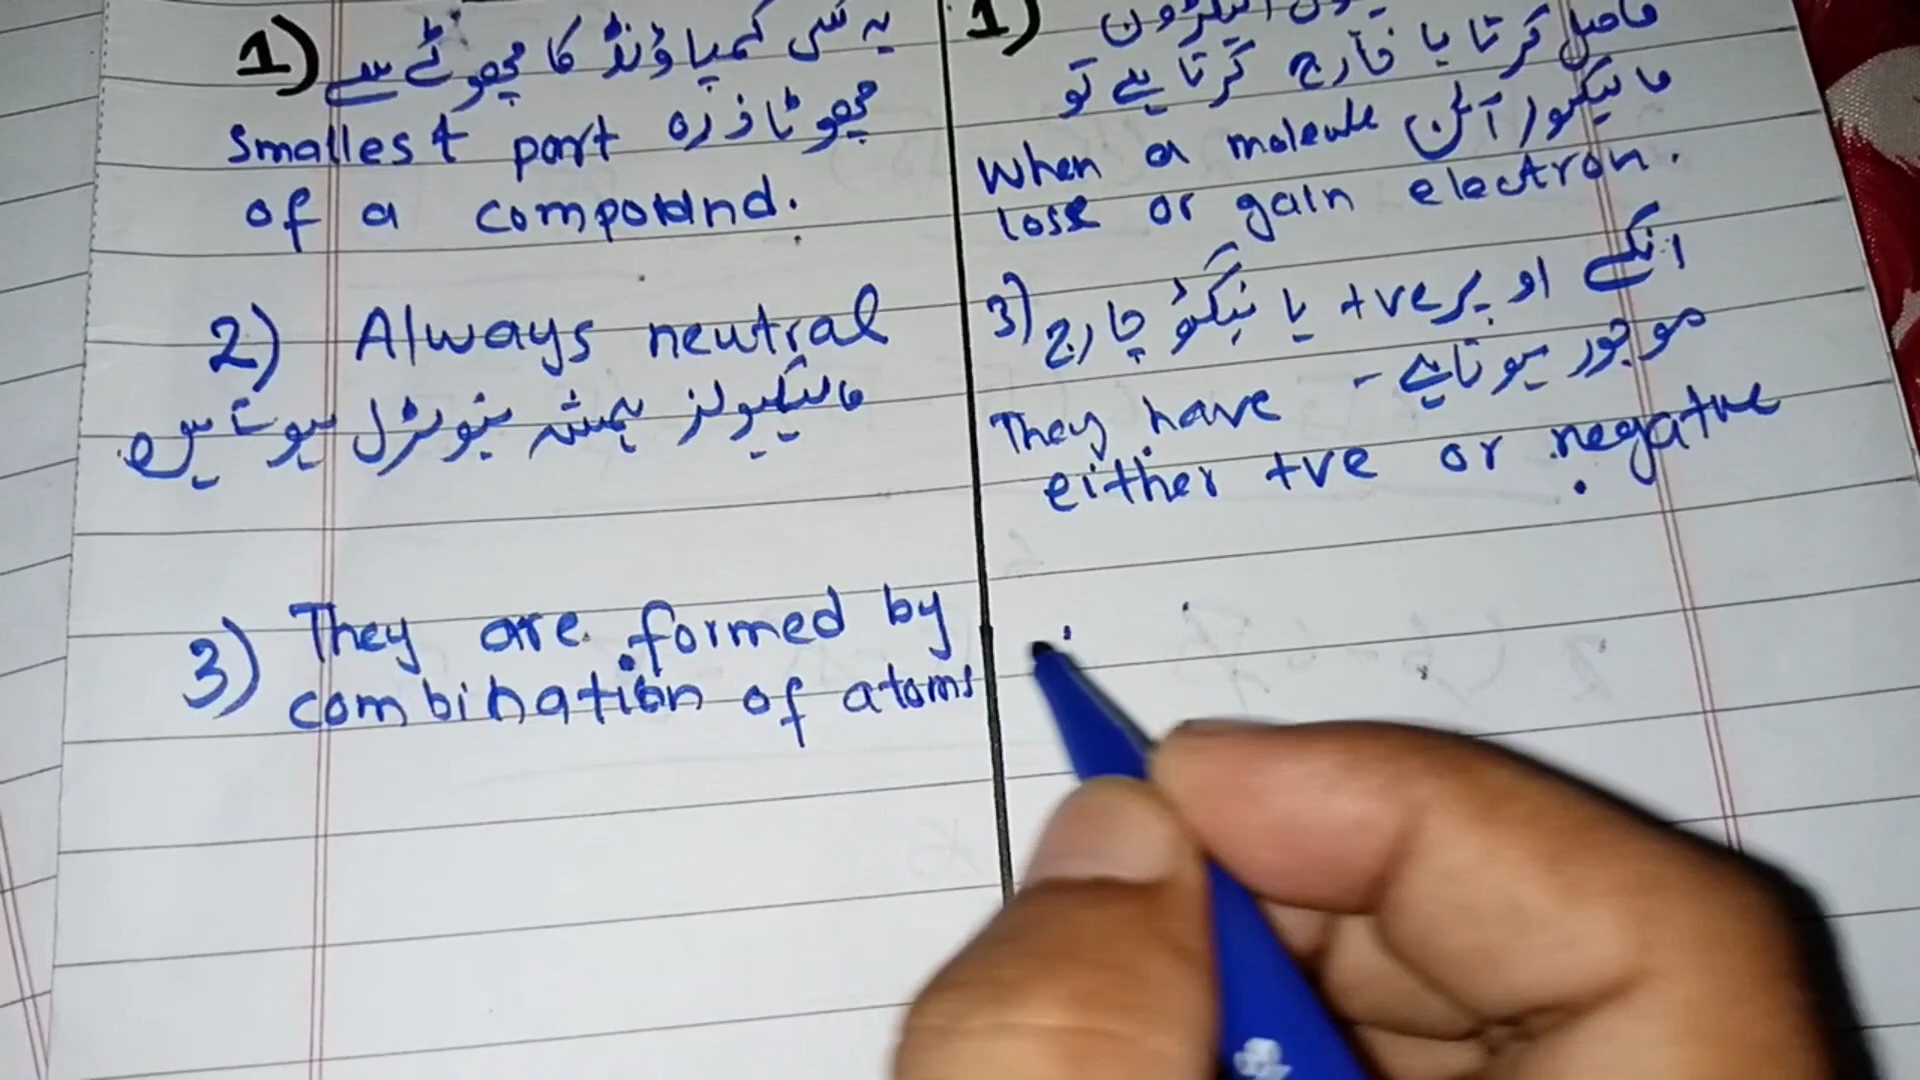 1) یہ کسی کمپاؤنڈ کا چھوٹے سے
چھوٹا ذرہ smallest part
of a compound.
2) Always neutral
مالیکیولز ہمیشہ نیوٹرل ہوتے ہیں
3) They are formed by
combination of atoms
1)
حاصل کرتا یا خارج کرتا ہے تو
مالیکیولر آئن when a molecule
lose or gain electron.
3) انکے اوپر +ve یا نیگٹو چارج
موجود ہوتا ہے-
They have
either +ve or negative